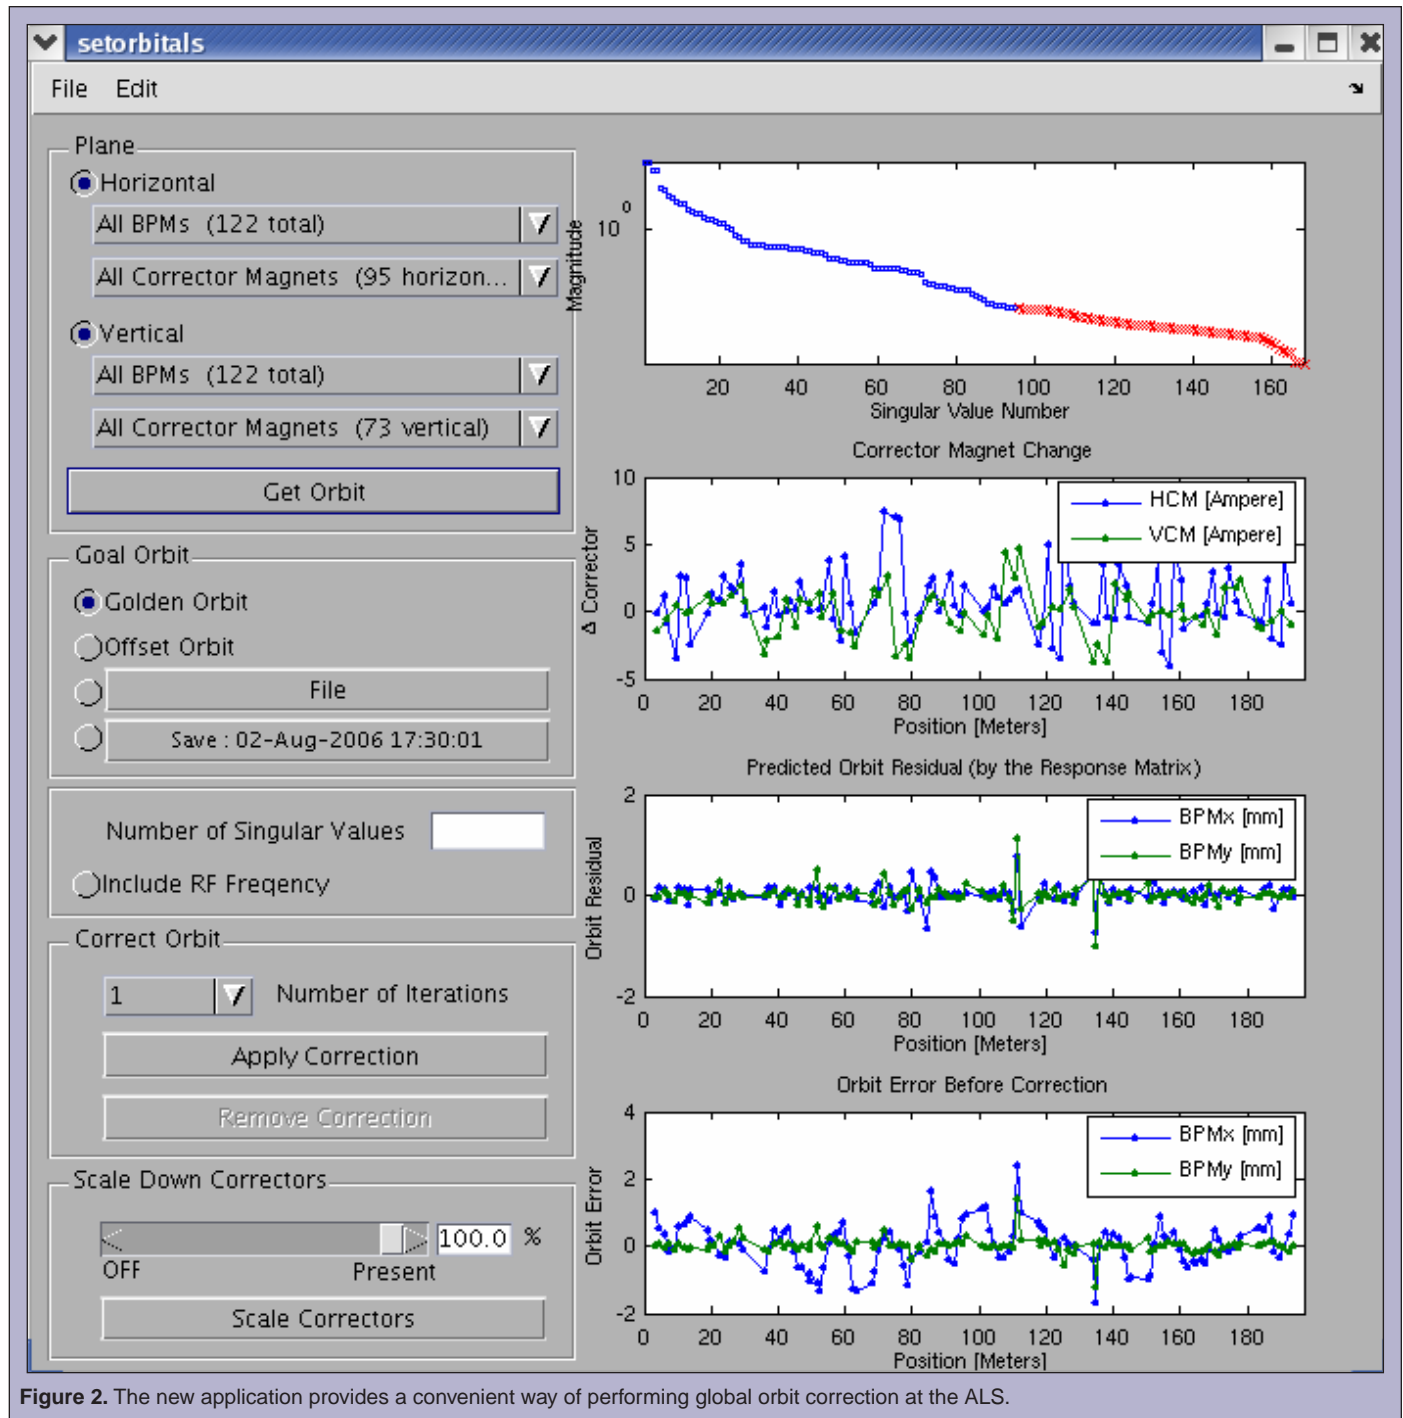 setorbitals
File Edit
Plane
Horizontal
All BPMs (122 total)
All Corrector Magnets (95 horizon...
Vertical
All BPMs (122 total)
All Corrector Magnets (73 vertical)
Get Orbit
Goal Orbit
Golden Orbit
Offset Orbit
File
Save : 02-Aug-2006 17:30:01
Number of Singular Values
Include RF Freqency
Correct Orbit
1 Number of Iterations
Apply Correction
Remove Correction
Scale Down Correctors
100.0 %
OFF Present
Scale Correctors
Magnitude
10 0
20 40 60 80 100 120 140 160
Singular Value Number
Corrector Magnet Change
Δ Corrector
10
5
0
-5
HCM [Ampere]
VCM [Ampere]
0 20 40 60 80 100 120 140 160 180
Position [Meters]
Predicted Orbit Residual (by the Response Matrix)
Orbit Residual
2
0
-2
BPMx [mm]
BPMy [mm]
0 20 40 60 80 100 120 140 160 180
Position [Meters]
Orbit Error Before Correction
Orbit Error
4
2
0
-2
BPMx [mm]
BPMy [mm]
0 20 40 60 80 100 120 140 160 180
Position [Meters]
Figure 2. The new application provides a convenient way of performing global orbit correction at the ALS.